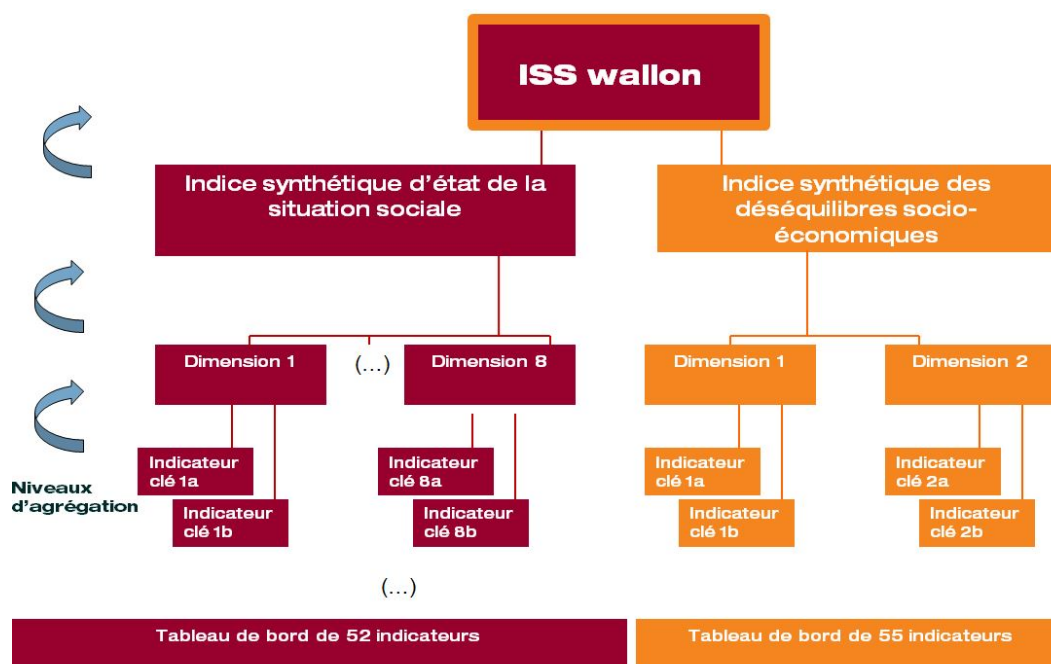 ISS wallon
Indice synthétique d'état de la
situation sociale
Indice synthétique des
déséquilibres socio-
économiques
Dimension 1
(...)
Dimension 8
Dimension 1
Dimension 2
Indicateur
clé 1a
Indicateur
clé 1b
Indicateur
clé 8a
Indicateur
clé 8b
Indicateur
clé 1a
Indicateur
clé 1b
Indicateur
clé 2a
Indicateur
clé 2b
Niveaux
d'agrégation
(...)
Tableau de bord de 52 indicateurs
Tableau de bord de 55 indicateurs